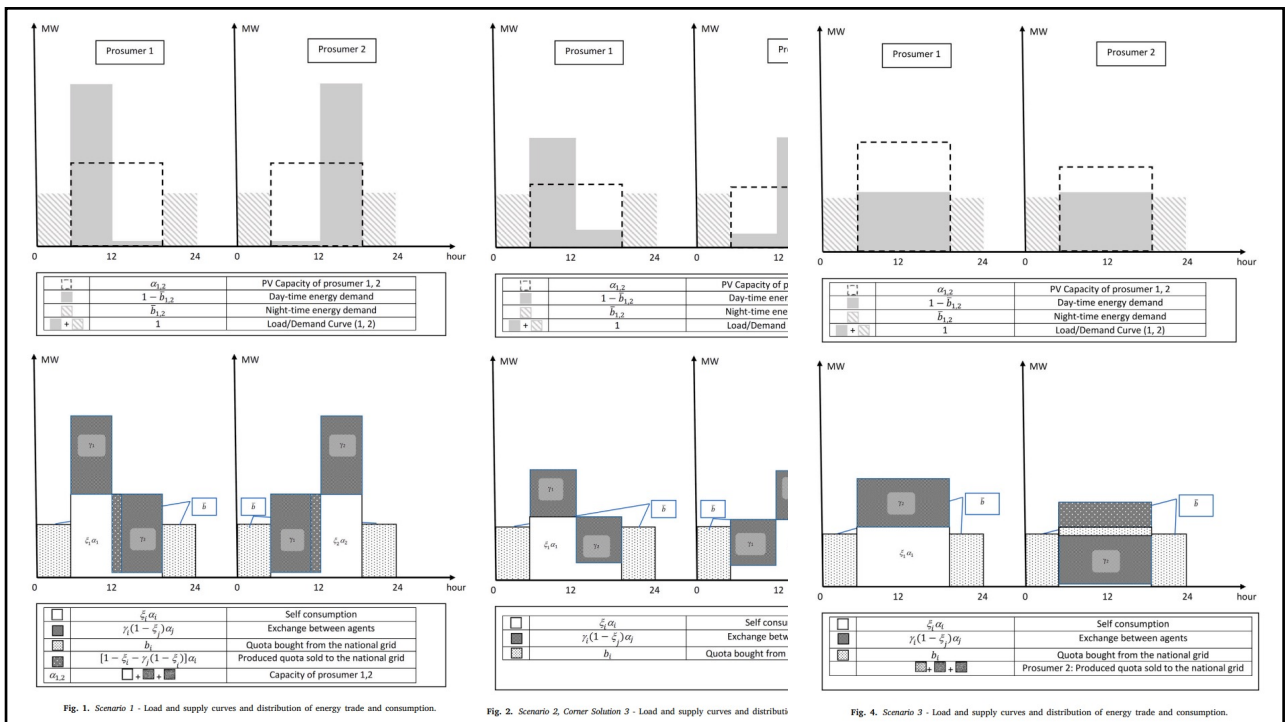 MW
MW
Prosumer 1
Prosumer 2
0
12
24
0
12
24
hour
α₁,₂
PV Capacity of prosumer 1, 2
1 − b̄₁,₂
Day-time energy demand
b̄₁,₂
Night-time energy demand
+
1
Load/Demand Curve (1, 2)
MW
MW
γ₁
γ₂
b̄
b̄
ξ₁α₁
γ₂
γ₁
ξ₂α₂
0
12
24
0
12
24
hour
ξᵢαᵢ
Self consumption
γᵢ(1 − ξⱼ)αⱼ
Exchange between agents
bᵢ
Quota bought from the national grid
[1 − ξᵢ − γⱼ(1 − ξᵢ)]αᵢ
Produced quota sold to the national grid
α₁,₂
+ +
Capacity of prosumer 1,2
Fig. 1. Scenario 1 - Load and supply curves and distribution of energy trade and consumption.
MW
MW
Prosumer 1
0
12
24
0
12
α₁,₂
PV Capacity of
1 − b̄₁,₂
Day-time
b̄₁,₂
Night-time
+
1
Load/Demand
MW
MW
γ₁
b̄
b̄
ξ₁α₁
γ₂
γ₁
0
12
24
0
12
ξᵢαᵢ
Self
γᵢ(1 − ξⱼ)αⱼ
Exchange
bᵢ
Quota bought from
Fig. 2. Scenario 2, Corner Solution 3 - Load and supply curves and
MW
MW
Prosumer 1
Prosumer 2
0
12
24
0
12
24
hour
α₁,₂
PV Capacity of prosumer 1, 2
1 − b̄₁,₂
Day-time energy demand
b̄₁,₂
Night-time energy demand
+
1
Load/Demand Curve (1, 2)
MW
MW
γ₂
b̄
b̄
ξ₁α₁
γ₂
0
12
24
0
12
24
hour
ξᵢαᵢ
Self consumption
γᵢ(1 − ξⱼ)αⱼ
Exchange between agents
bᵢ
Quota bought from the national grid
+ +
Prosumer 2: Produced quota sold to the national grid
Fig. 4. Scenario 3 - Load and supply curves and distribution of energy trade and consumption.